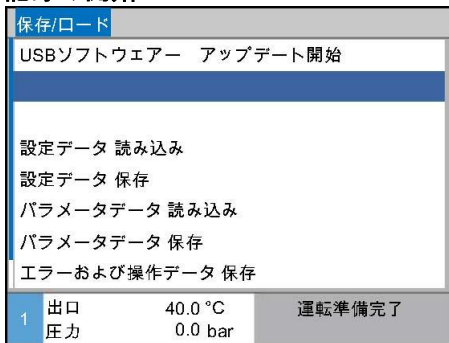 保存/ロード
USBソフトウェアー　アップデート開始
設定データ 読み込み
設定データ 保存
パラメータデータ 読み込み
パラメータデータ 保存
エラーおよび操作データ 保存
1 出口 40.0 °C 運転準備完了
圧力 0.0 bar